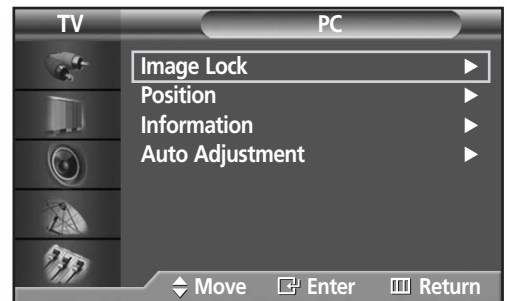 TV PC
Image Lock
Position
Information
Auto Adjustment
Move Enter Return